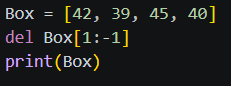 Box = [42, 39, 45, 40]
del Box[1:-1]
print(Box)